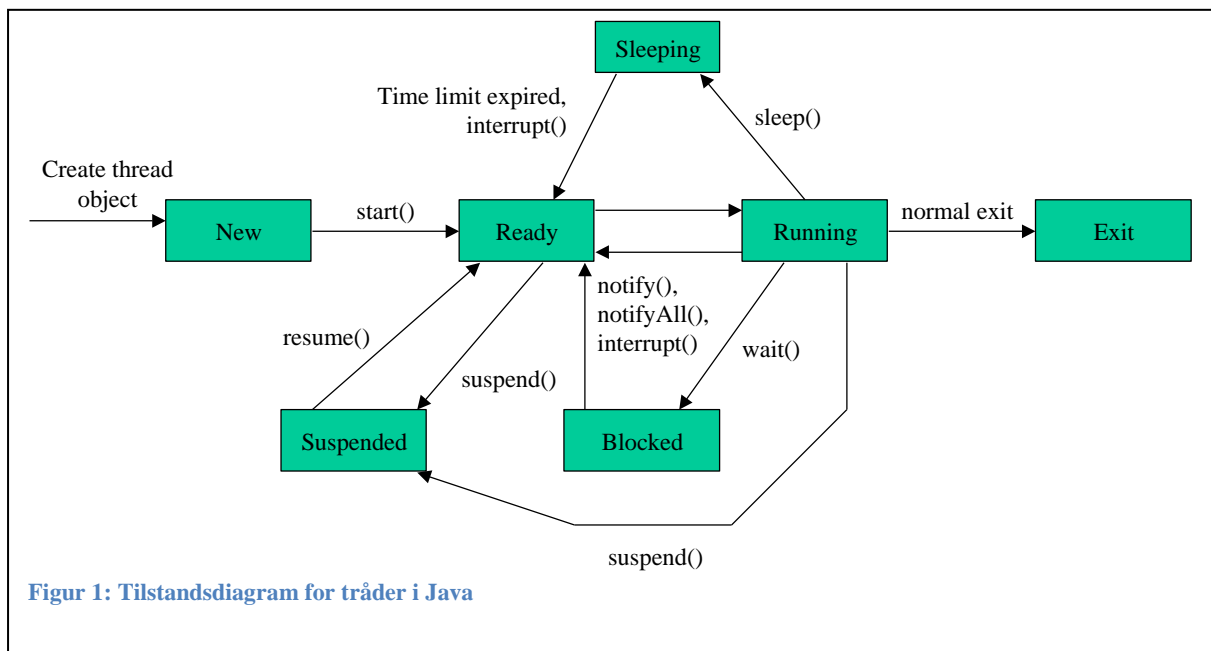 Sleeping
Time limit expired,
interrupt()
sleep()
Create thread
object
New
start()
Ready
Running
normal exit
Exit
notify(),
notifyAll(),
interrupt()
resume()
wait()
suspend()
Suspended
Blocked
suspend()
Figur 1: Tilstandsdiagram for tråder i Java